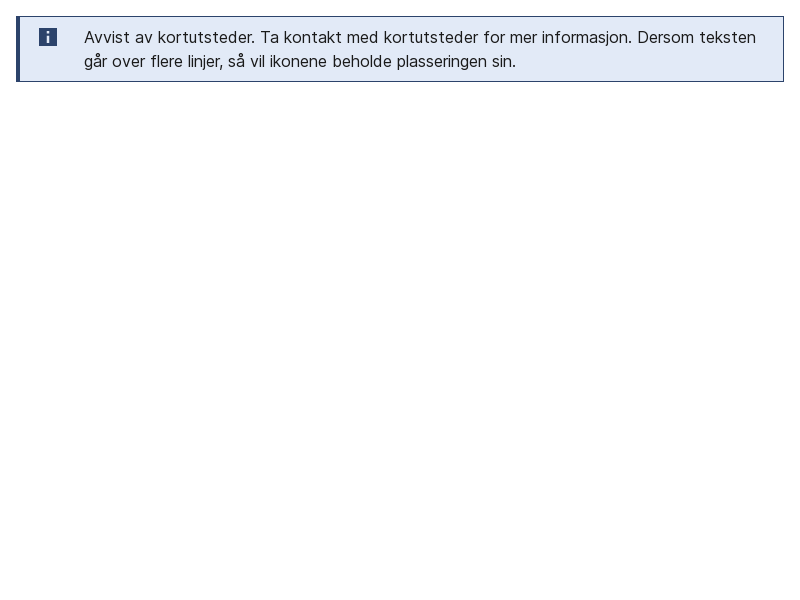 Avvist av kortutsteder. Ta kontakt med kortutsteder for mer informasjon. Dersom teksten
går over flere linjer, så vil ikonene beholde plasseringen sin.